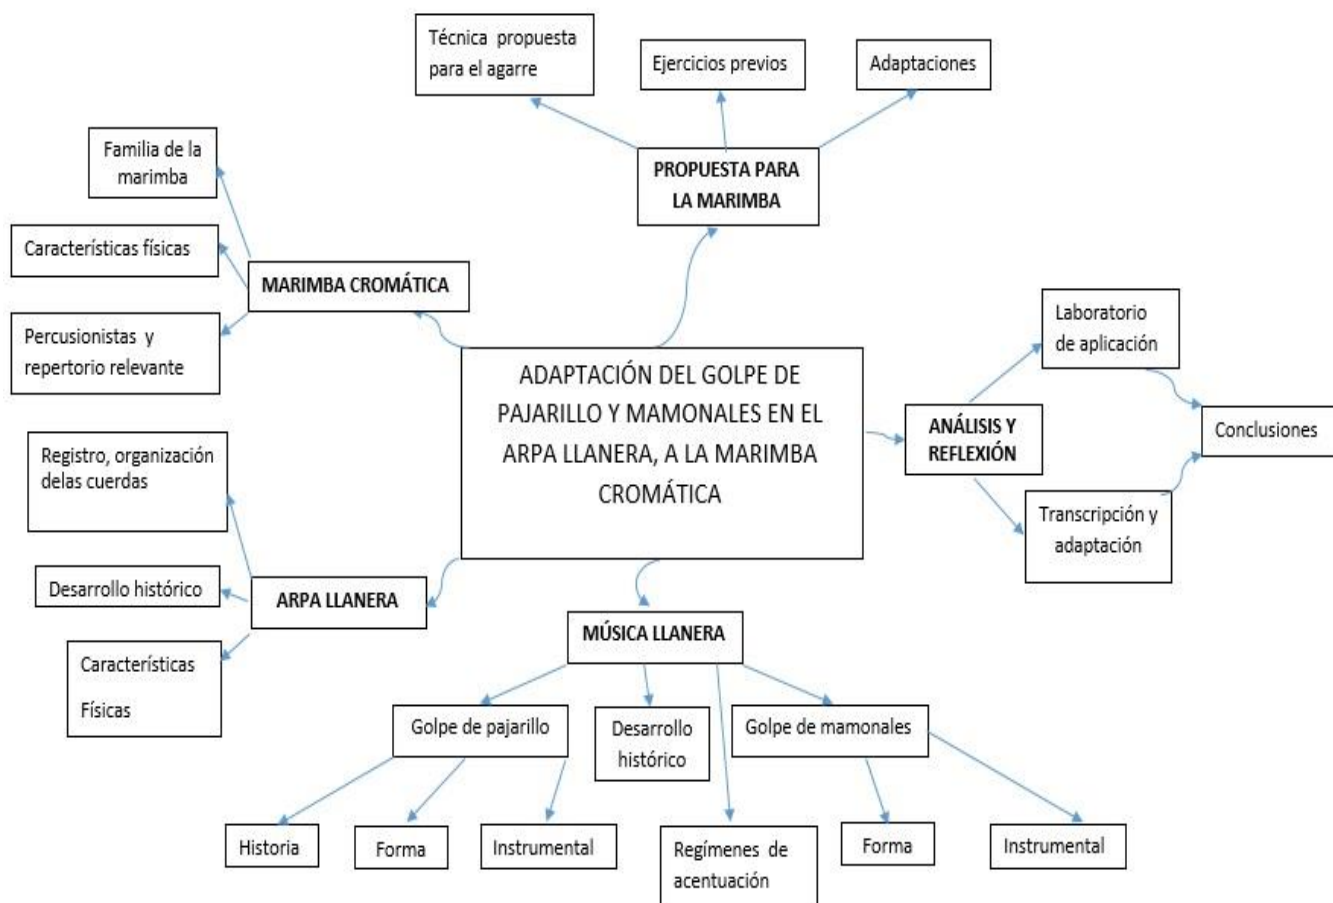 Técnica propuesta
para el agarre
Ejercicios previos
Adaptaciones
PROPUESTA PARA
LA MARIMBA
Familia de la
marimba
Características físicas
MARIMBA CROMÁTICA
Percusionistas y
repertorio relevante
ADAPTACIÓN DEL GOLPE DE
PAJARILLO Y MAMONALES EN EL
ARPA LLANERA, A LA MARIMBA
CROMÁTICA
Laboratorio
de aplicación
ANÁLISIS Y
REFLEXIÓN
Conclusiones
Transcripción y
adaptación
Registro, organización
delas cuerdas
Desarrollo histórico
ARPA LLANERA
Características
Físicas
MÚSICA LLANERA
Golpe de pajarillo
Desarrollo
histórico
Golpe de mamonales
Historia
Forma
Instrumental
Regímenes de
acentuación
Forma
Instrumental